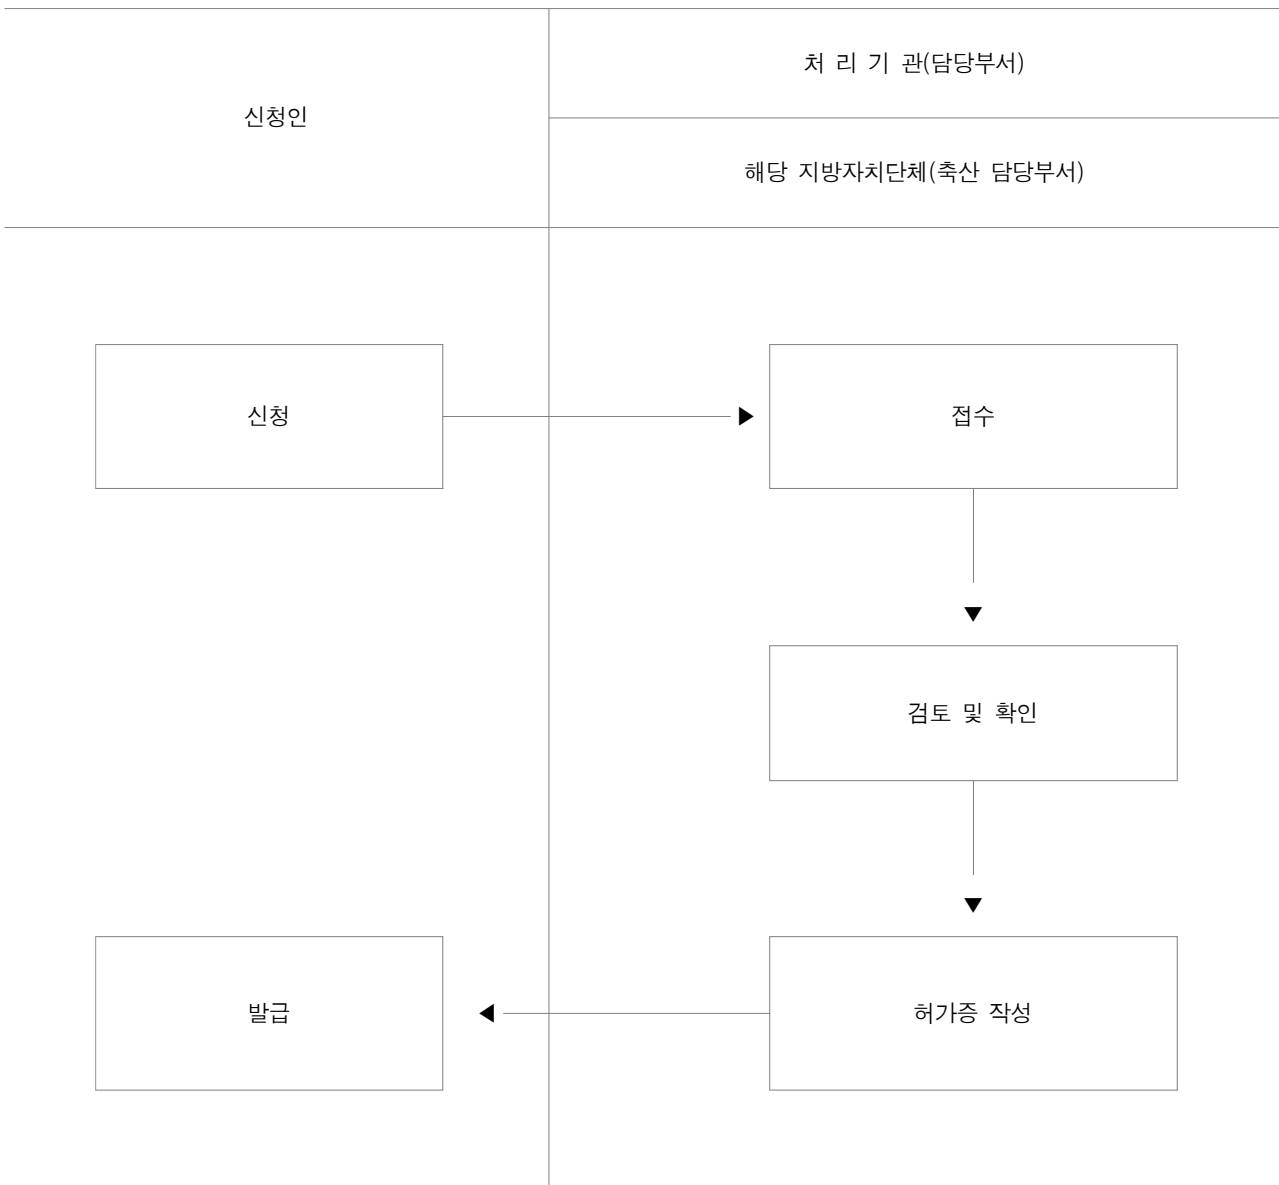 신청인
처 리 기 관(담당부서)
해당 지방자치단체(축산 담당부서)
신청
접수
검토 및 확인
발급
허가증 작성